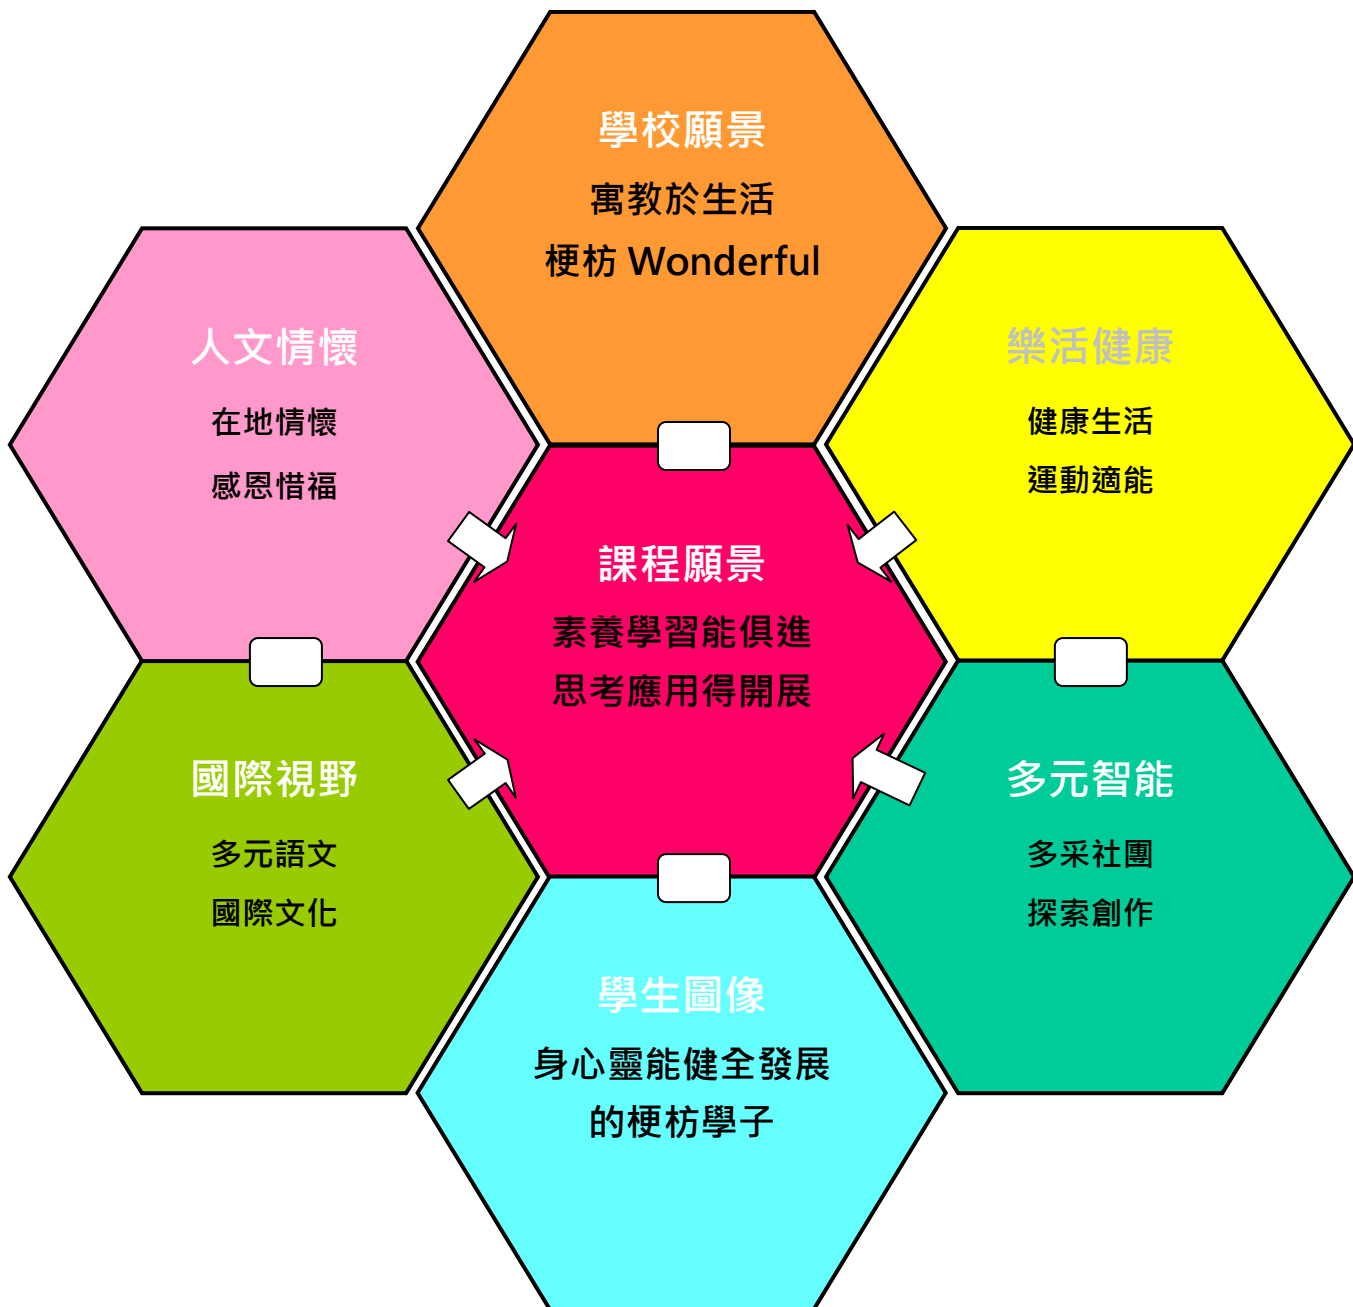 學校願景
寓教於生活
梗枋 Wonderful
人文情懷
在地情懷
感恩惜福
樂活健康
健康生活
運動適能
課程願景
素養學習能俱進
思考應用得開展
國際視野
多元語文
國際文化
多元智能
多采社團
探索創作
學生圖像
身心靈能健全發展
的梗枋學子